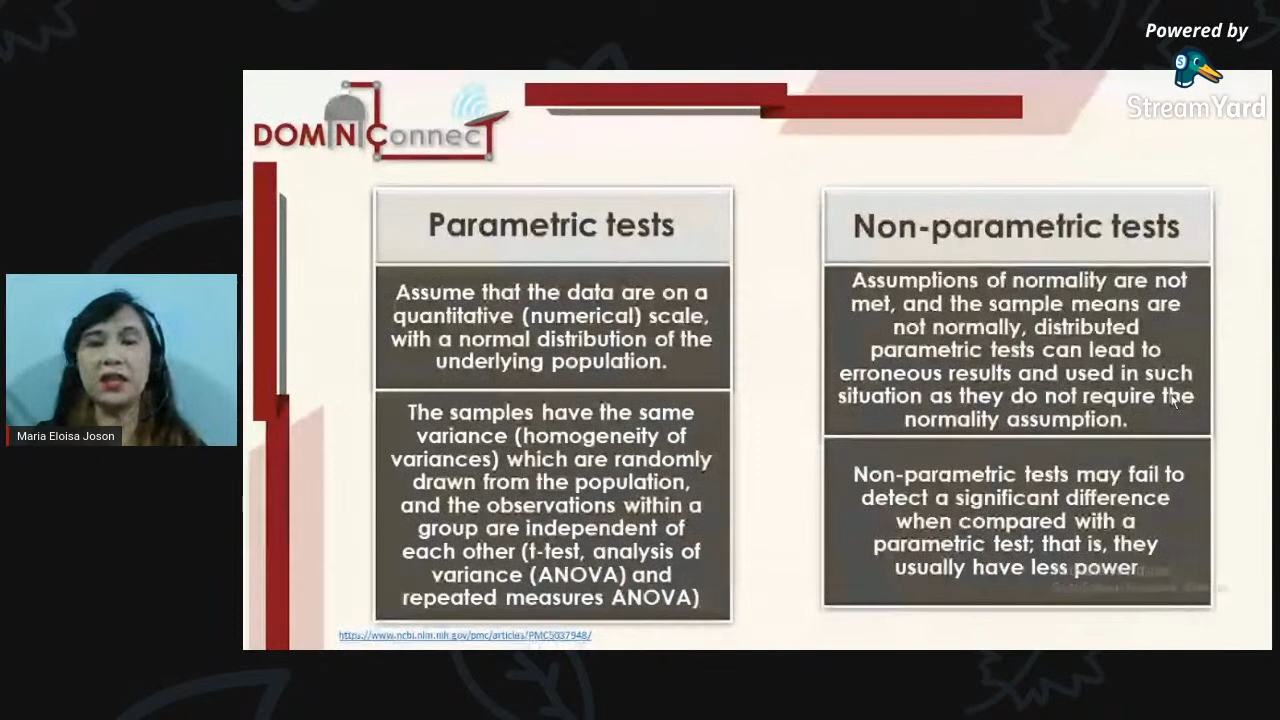 Powered by
StreamYard
DOMINIConnecT
Parametric tests
Assume that the data are on a
quantitative (numerical) scale,
with a normal distribution of the
underlying population.
The samples have the same
variance (homogeneity of
variances) which are randomly
drawn from the population,
and the observations within a
group are independent of
each other (t-test, analysis of
variance (ANOVA) and
repeated measures ANOVA)
Non-parametric tests
Assumptions of normality are not
met, and the sample means are
not normally, distributed
parametric tests can lead to
erroneous results and used in such
situation as they do not require the
normality assumption.
Non-parametric tests may fail to
detect a significant difference
when compared with a
parametric test; that is, they
usually have less power
https://www.ncbi.nlm.nih.gov/pmc/articles/PMC5037948/
Maria Eloisa Joson